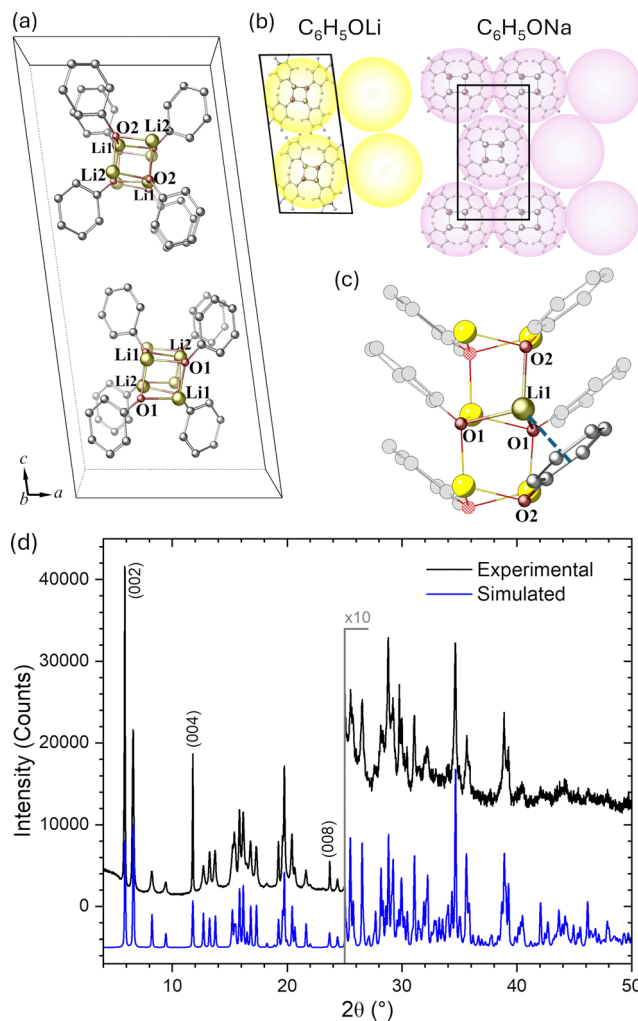 (a)
O2
Li2
Li1
Li2
O2
Li1
Li2
Li1
O1
Li2
O1
Li1
c
b
a
(b)
C₆H₅OLi
C₆H₅ONa
(c)
O2
Li1
O1
O1
O2
(d)
Experimental
Simulated
x10
(002)
(004)
(008)
40000
30000
20000
10000
0
Intensity (Counts)
10
20
30
40
50
2θ (°)